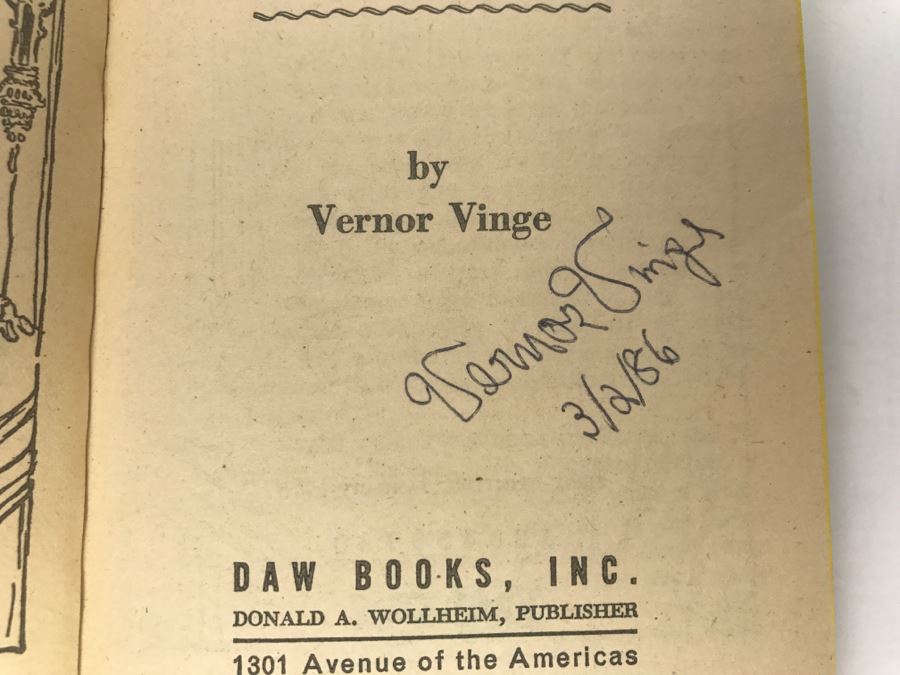 by
Vernor Vinge
Vernor Vinge
3/2/86
DAW BOOKS, INC.
DONALD A. WOLLHEIM, PUBLISHER
1301 Avenue of the Americas